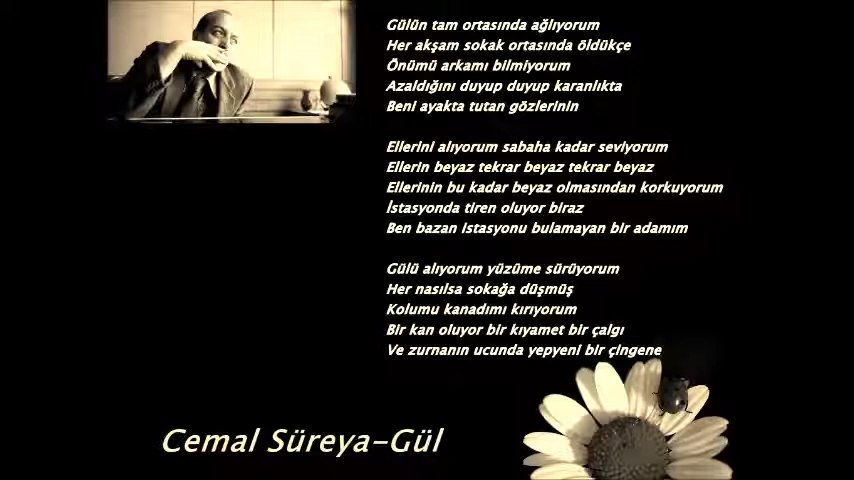 Gülün tam ortasında ağlıyorum
Her akşam sokak ortasında öldükçe
Önümü arkamı bilmiyorum
Azaldığını duyup duyup karanlıkta
Beni ayakta tutan gözlerinin
Ellerini alıyorum sabaha kadar seviyorum
Ellerin beyaz tekrar beyaz tekrar beyaz
Ellerinin bu kadar beyaz olmasından korkuyorum
İstasyonda tiren oluyor biraz
Ben bazan istasyonu bulamayan bir adamım
Gülü alıyorum yüzüme sürüyorum
Her nasılsa sokağa düşmüş
Kolumu kanadımı kırıyorum
Bir kan oluyor bir kıyamet bir çalgı
Ve zurnanın ucunda yepyeni bir çingene
Cemal Süreya-Gül